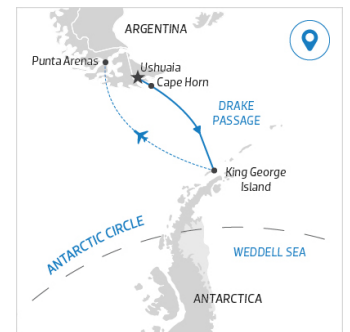 ARGENTINA
Punta Arenas
Ushuaia
Cape Horn
DRAKE
PASSAGE
King George
Island
ANTARCTIC CIRCLE
WEDDELL SEA
ANTARCTICA